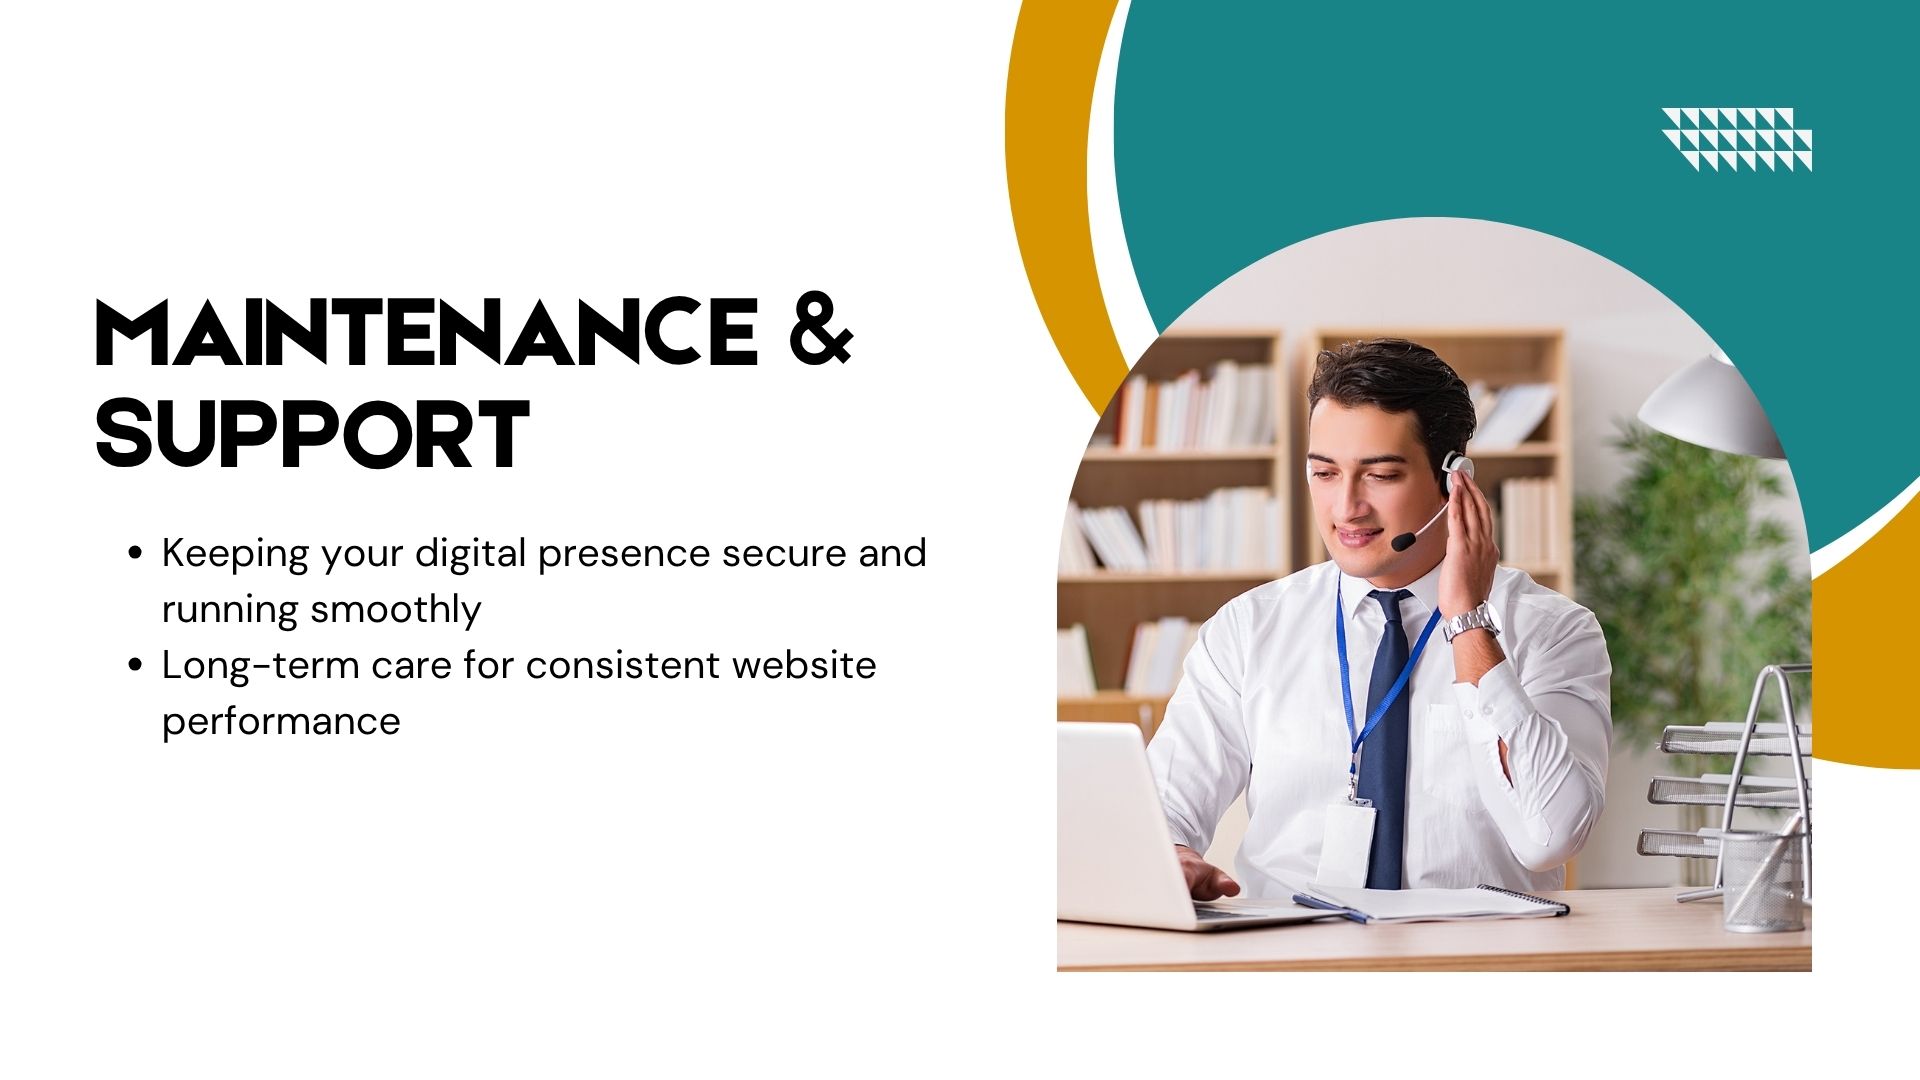 MAINTENANCE &
SUPPORT
• Keeping your digital presence secure and
running smoothly
• Long-term care for consistent website
performance